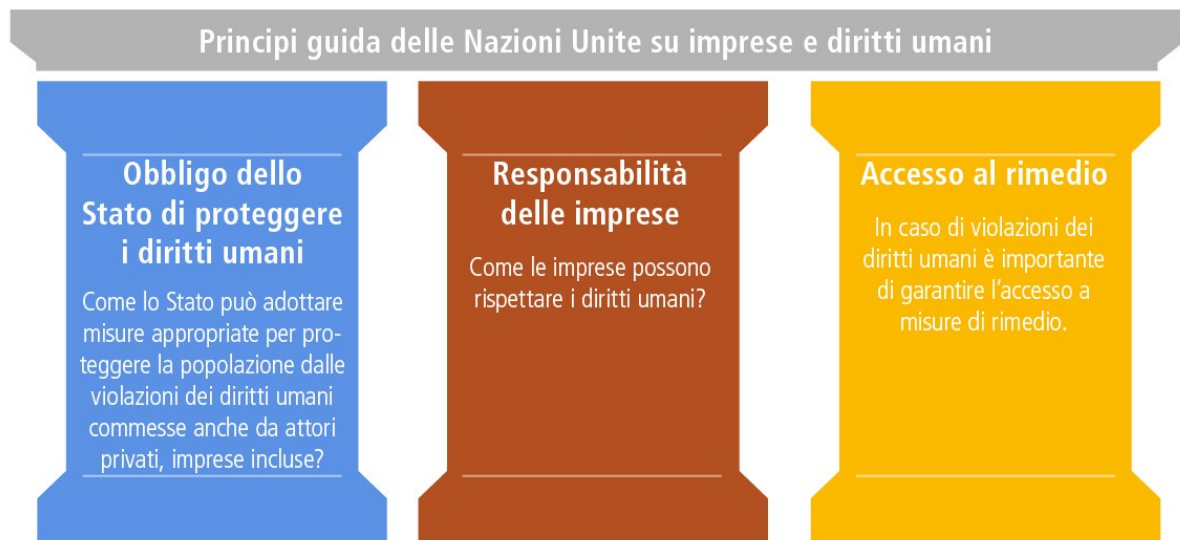 Principi guida delle Nazioni Unite su imprese e diritti umani
Obbligo dello
Stato di proteggere
i diritti umani
Come lo Stato può adottare
misure appropriate per pro-
teggere la popolazione dalle
violazioni dei diritti umani
commesse anche da attori
privati, imprese incluse?
Responsabilità
delle imprese
Come le imprese possono
rispettare i diritti umani?
Accesso al rimedio
In caso di violazioni dei
diritti umani è importante
di garantire l’accesso a
misure di rimedio.